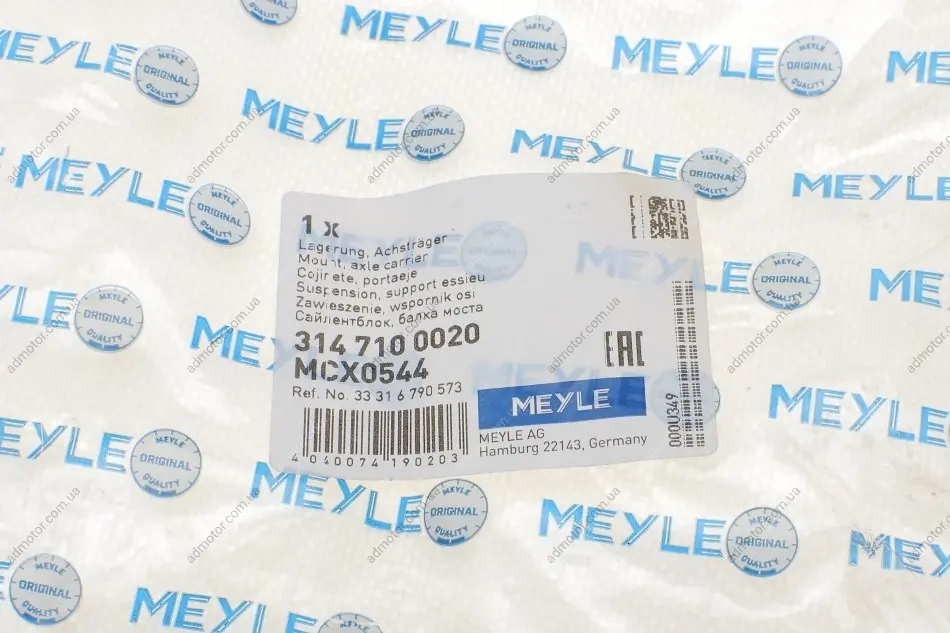 MEYLE
ORIGINAL
QUALITY
1 x
Lagerung, Achsträger
Mount, axle carrier
Cojinete, portaeje
Suspension, support essieu
Zawieszenie, wspornik osi
Сайлентблок, балка моста
314 710 0020
MCX0544
Ref. No. 33 31 6 790 573
4 040074 190203
EAC
MEYLE
MEYLE AG
Hamburg 22143, Germany
000U349
admotor.com.ua